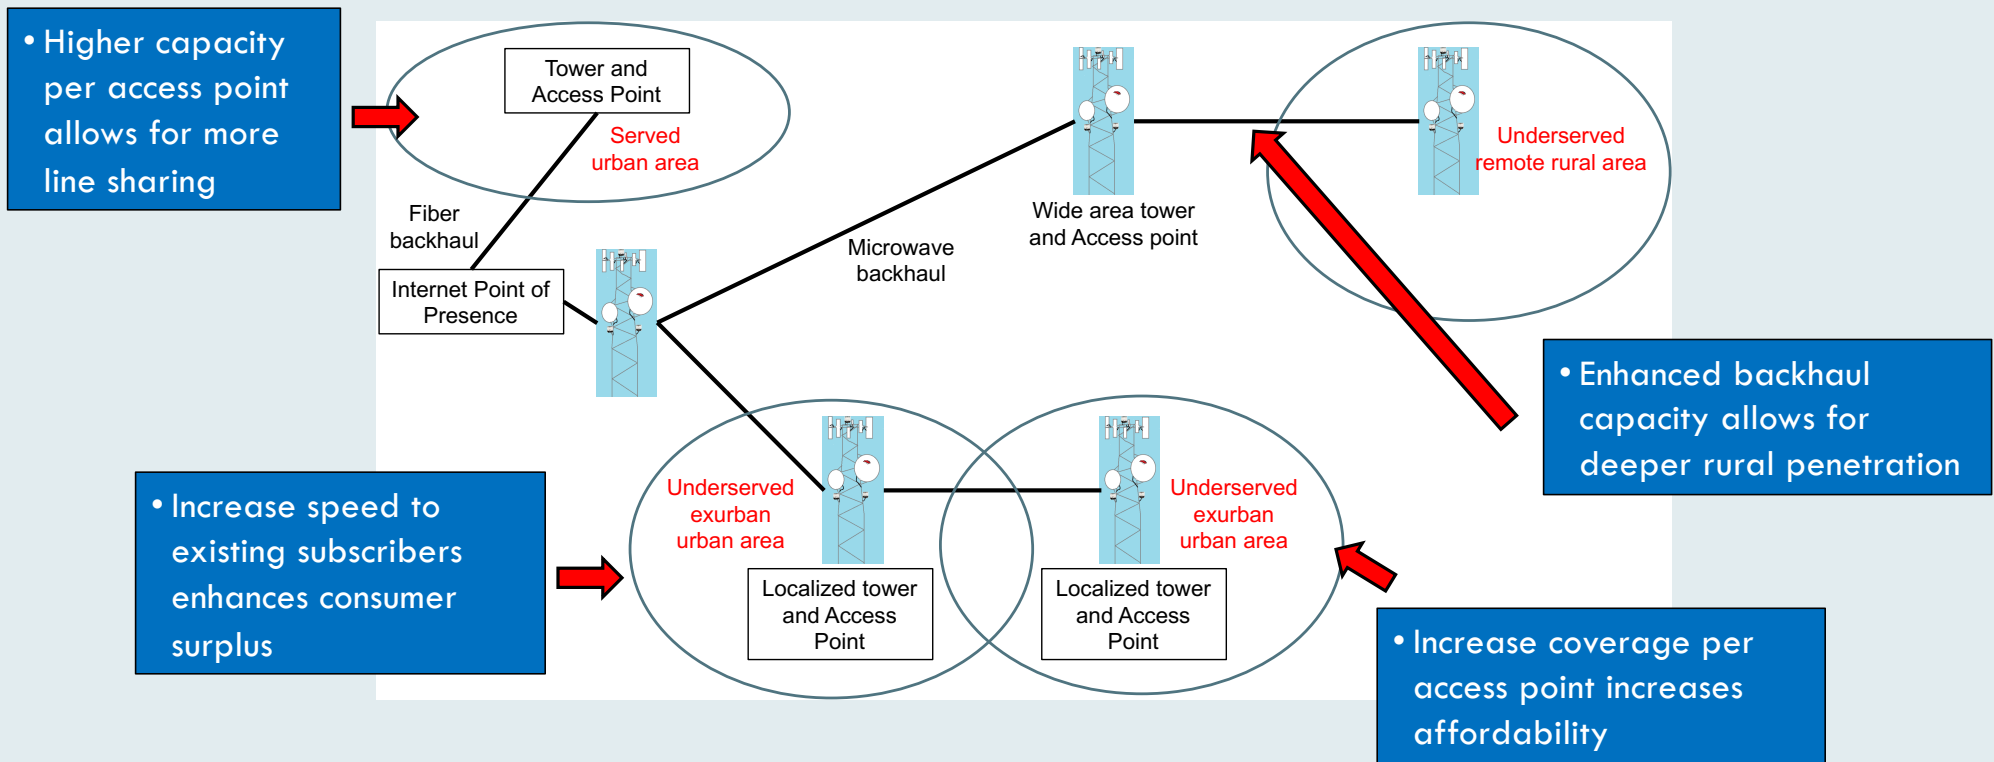 • Higher capacity
per access point
allows for more
line sharing
Tower and
Access Point
Served
urban area
Fiber
backhaul
Internet Point of
Presence
Microwave
backhaul
Wide area tower
and Access point
Underserved
remote rural area
• Enhanced backhaul
capacity allows for
deeper rural penetration
• Increase speed to
existing subscribers
enhances consumer
surplus
Underserved
exurban
urban area
Localized tower
and Access
Point
Underserved
exurban
urban area
Localized tower
and Access
Point
• Increase coverage per
access point increases
affordability